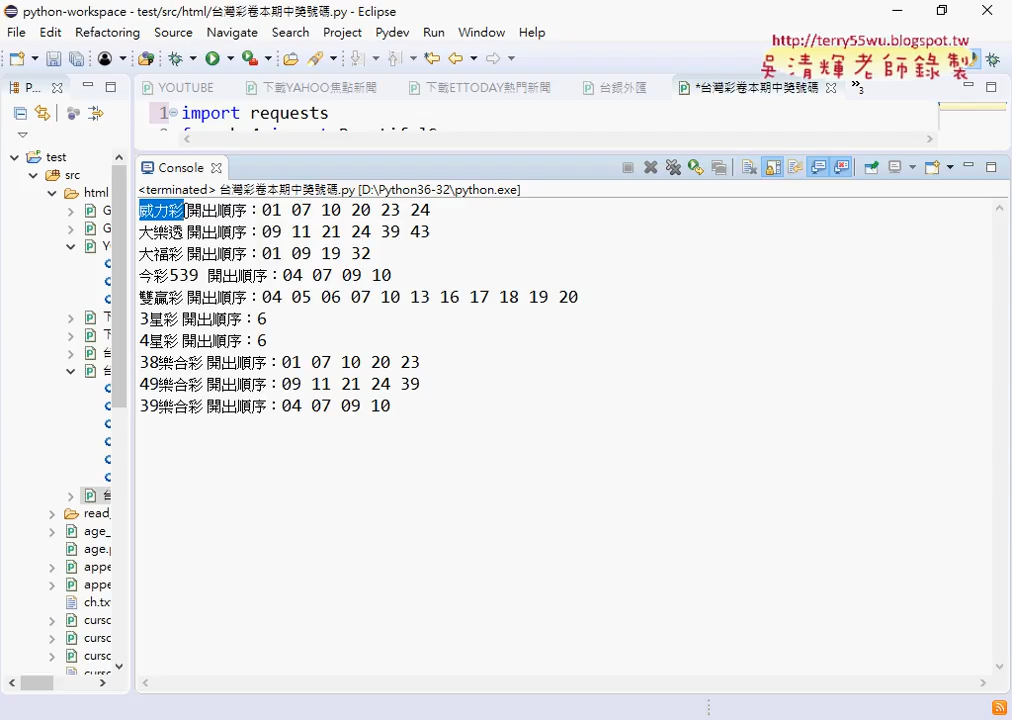 python-workspace - test/src/html/台灣彩卷本期中獎號碼.py - Eclipse
File Edit Refactoring Source Navigate Search Project Pydev Run Window Help
http://terry55wu.blogspot.tw
吳清輝老師錄製
P... YOUTUBE 下載YAHOO焦點新聞 下載ETTODAY熱門新聞 台銀外匯 *台灣彩卷本期中獎號碼 »3
1 import requests
test
src
html
G
G
Y
下
下
台
台
台
read_
age_
age.p
appe
appe
ch.tx
curso
curso
curso
Console
<terminated> 台灣彩卷本期中獎號碼.py [D:\Python36-32\python.exe]
威力彩 開出順序：01 07 10 20 23 24
大樂透 開出順序：09 11 21 24 39 43
大福彩 開出順序：01 09 19 32
今彩539 開出順序：04 07 09 10
雙贏彩 開出順序：04 05 06 07 10 13 16 17 18 19 20
3星彩 開出順序：6
4星彩 開出順序：6
38樂合彩 開出順序：01 07 10 20 23
49樂合彩 開出順序：09 11 21 24 39
39樂合彩 開出順序：04 07 09 10